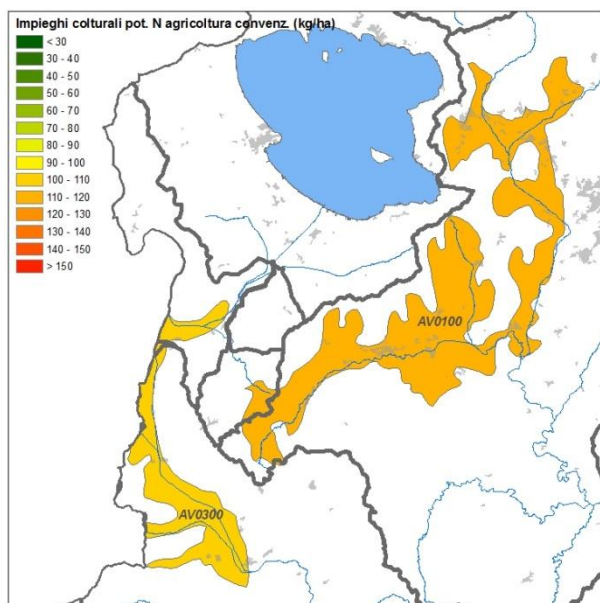 Impieghi colturali pot. N agricoltura convenz. (kg/ha)
< 30
30 - 40
40 - 50
50 - 60
60 - 70
70 - 80
80 - 90
90 - 100
100 - 110
110 - 120
120 - 130
130 - 140
140 - 150
> 150
AV0100
AV0300